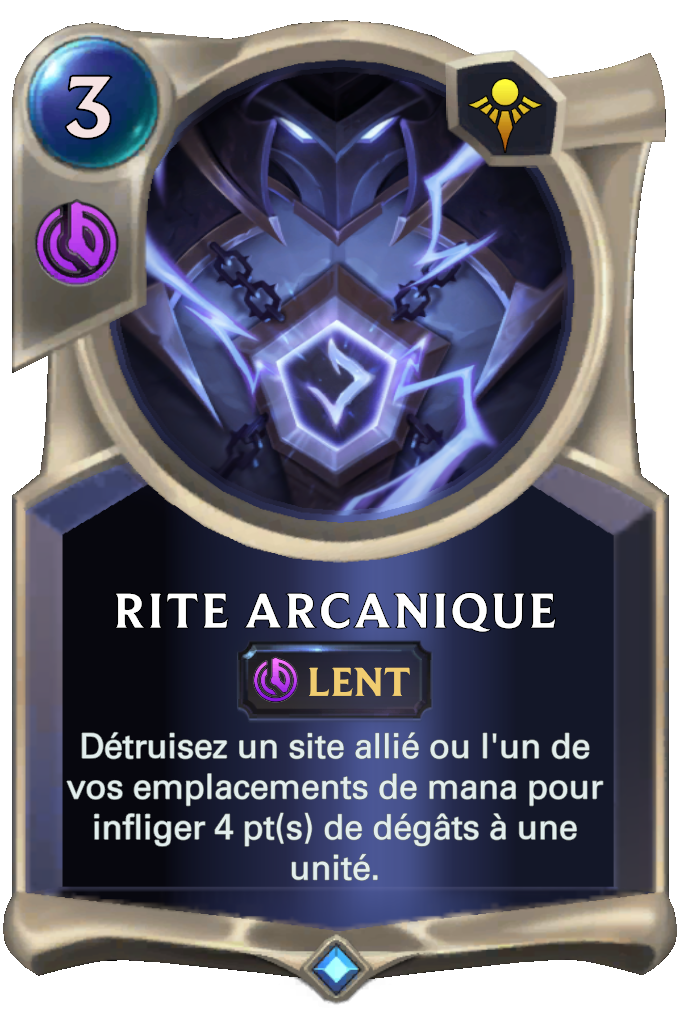 3
RITE ARCANIQUE
LENT
Détruisez un site allié ou l'un de
vos emplacements de mana pour
infliger 4 pt(s) de dégâts à une
unité.